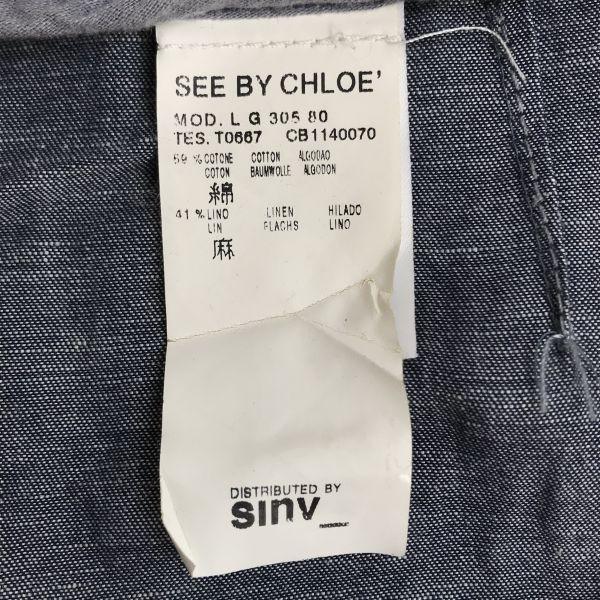 SEE BY CHLOE'
MOD. L G 305 80
TES. T0667 CB1140070
59 % COTONE COTTON ALGODAO
COTON BAUMWOLLE ALGODON
綿
41 % LINO LINEN HILADO
LIN FLACHS LINO
麻
DISTRIBUTED BY
sinv